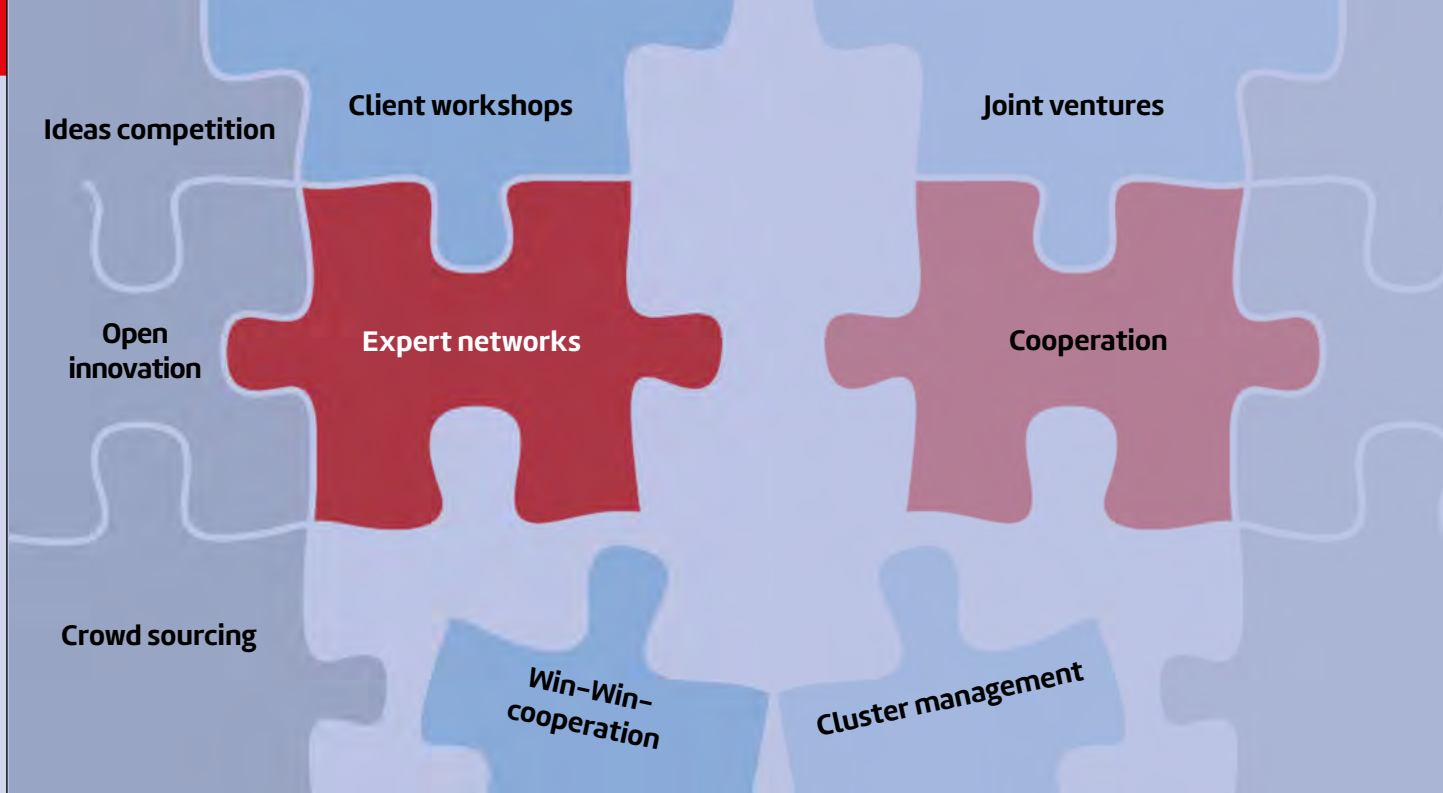 Client workshops
Joint ventures
Ideas competition
Open
innovation
Expert networks
Cooperation
Crowd sourcing
Win-Win-
cooperation
Cluster management